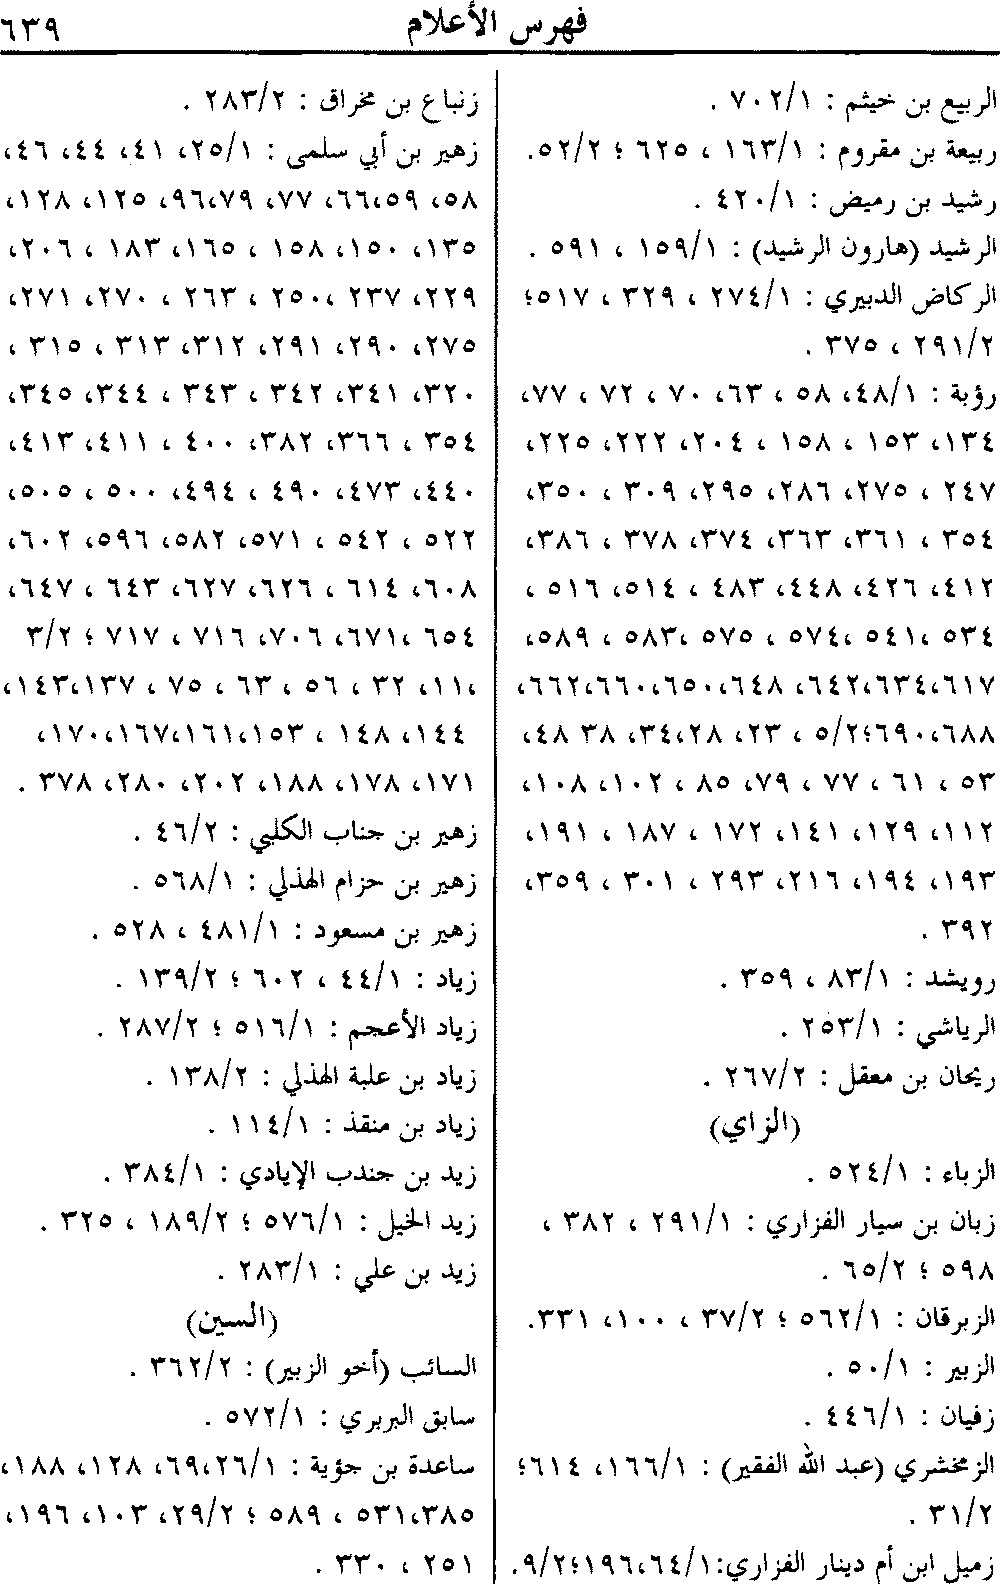 فهرس الأعلام ٦٣٩
الربيع بن خيثم : ٧٠٢/١ .
ربيعة بن مقروم : ١٦٣/١ ، ٦٢٥ ؛ ٥٢/٢.
رشيد بن رميض : ٤٢٠/١ .
الرشيد (هارون الرشيد) : ١٥٩/١ ، ٥٩١ .
الركاض الدبيري : ٢٧٤/١ ، ٣٢٩ ، ٥١٧؛
٢٩١/٢ ، ٣٧٥ .
رؤبة : ٤٨/١، ٥٨ ، ٦٣، ٧٠ ، ٧٢ ، ٧٧،
١٣٤، ١٥٣ ، ١٥٨ ، ٢٠٤، ٢٢٢، ٢٢٥،
٢٤٧ ، ٢٧٥، ٢٨٦، ٢٩٥، ٣٠٩ ، ٣٥٠،
٣٥٤ ، ٣٦١، ٣٦٣، ٣٧٤، ٣٧٨ ، ٣٨٦،
٤١٢، ٤٢٦، ٤٤٨، ٤٨٣ ، ٥١٤، ٥١٦ ،
٥٣٤ ،٥٤١ ،٥٧٤ ، ٥٧٥ ،٥٨٣ ، ٥٨٩،
٦١٧،٦٣٤،٦٤٢، ٦٤٨،٦٥٠،٦٦٠،٦٦٢،
٦٨٨،٦٩٠؛٥/٢ ، ٢٣، ٢٨،٣٤، ٣٨ ٤٨،
٥٣ ، ٦١ ، ٧٧ ، ٧٩، ٨٥ ، ١٠٢، ١٠٨،
١١٢، ١٢٩، ١٤١، ١٧٢ ، ١٨٧ ، ١٩١،
١٩٣، ١٩٤، ٢١٦، ٢٩٣ ، ٣٠١ ، ٣٥٩،
٣٩٢ .
رويشد : ٨٣/١ ، ٣٥٩ .
الرياشي : ٢٥٣/١ .
ريحان بن معقل : ٢٦٧/٢ .
(الزاي)
الزباء : ٥٢٤/١ .
زبان بن سيار الفزاري : ٢٩١/١ ، ٣٨٢ ،
٥٩٨ ؛ ٦٥/٢ .
الزبرقان : ٥٦٢/١ ؛ ٣٧/٢ ، ١٠٠، ٣٣١.
الزبير : ٥٠/١ .
زفيان : ٤٤٦/١ .
الزمخشري (عبد الله الفقير) : ١٦٦/١، ٦١٤؛
٣١/٢ .
زميل ابن أم دينار الفزاري:٦٤/١،١٩٦؛٩/٢.
زنباع بن مخراق : ٢٨٣/٢ .
زهير بن أبي سلمى : ٢٥/١، ٤١، ٤٤، ٤٦،
٥٨، ٥٩،٦٦، ٧٧، ٧٩،٩٦، ١٢٥، ١٢٨،
١٣٥، ١٥٠، ١٥٨ ، ١٦٥، ١٨٣ ، ٢٠٦،
٢٢٩، ٢٣٧ ،٢٥٠ ، ٢٦٣ ، ٢٧٠، ٢٧١،
٢٧٥، ٢٩٠، ٢٩١، ٣١٢، ٣١٣ ، ٣١٥ ،
٣٢٠، ٣٤١، ٣٤٢ ، ٣٤٣ ، ٣٤٤، ٣٤٥،
٣٥٤ ، ٣٦٦، ٣٨٢، ٤٠٠ ، ٤١١، ٤١٣،
٤٤٠، ٤٧٣، ٤٩٠ ، ٤٩٤، ٥٠٠ ، ٥٠٥،
٥٢٢ ، ٥٤٢ ، ٥٧١، ٥٨٢، ٥٩٦، ٦٠٢،
٦٠٨، ٦١٤ ، ٦٢٦، ٦٢٧، ٦٤٣ ، ٦٤٧،
٦٥٤ ،٦٧١، ٧٠٦، ٧١٦ ، ٧١٧ ؛ ٣/٢
،١١، ٣٢ ، ٥٦ ، ٦٣ ، ٧٥ ، ١٣٧،١٤٣،
١٤٤، ١٤٨ ، ١٥٣،١٦١،١٦٧،١٧٠،
١٧١، ١٧٨، ١٨٨، ٢٠٢، ٢٨٠، ٣٧٨ .
زهير بن جناب الكلبي : ٤٦/٢ .
زهير بن حزام الهذلي : ٥٦٨/١ .
زهير بن مسعود : ٤٨١/١ ، ٥٢٨ .
زياد : ٤٤/١ ، ٦٠٢ ؛ ١٣٩/٢ .
زياد الأعجم : ٥١٦/١ ؛ ٢٨٧/٢ .
زياد بن علبة الهذلي : ١٣٨/٢ .
زياد بن منقذ : ١١٤/١ .
زيد بن جندب الإيادي : ٣٨٤/١ .
زيد الخيل : ٥٧٦/١ ؛ ١٨٩/٢ ، ٣٢٥ .
زيد بن علي : ٢٨٣/١ .
(السين)
السائب (أخو الزبير) : ٣٦٢/٢ .
سابق البربري : ٥٧٢/١ .
ساعدة بن جؤية : ٢٦/١،٦٩، ١٢٨، ١٨٨،
٣٨٥،٥٣١ ، ٥٨٩ ؛ ٢٩/٢، ١٠٣، ١٩٦،
٢٥١ ، ٣٣٠ .